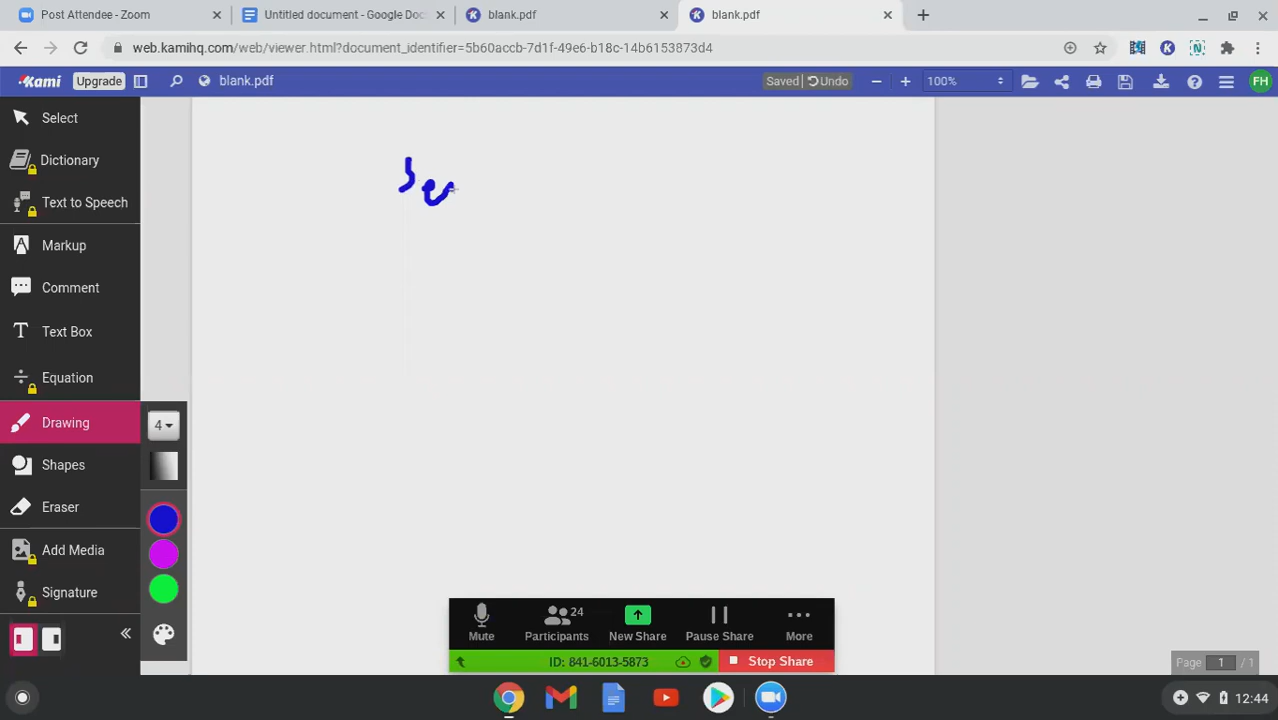 Post Attendee - Zoom
Untitled document - Google Docs
blank.pdf
blank.pdf
web.kamihq.com/web/viewer.html?document_identifier=5b60accb-7d1f-49e6-b18c-14b6153873d4
Kami
Upgrade
blank.pdf
Saved
Undo
100%
FH
Select
Dictionary
Text to Speech
Markup
Comment
Text Box
Equation
Drawing
4
Shapes
Eraser
Add Media
Signature
24
Mute
Participants
New Share
Pause Share
More
ID: 841-6013-5873
Stop Share
Page 1 / 1
12:44